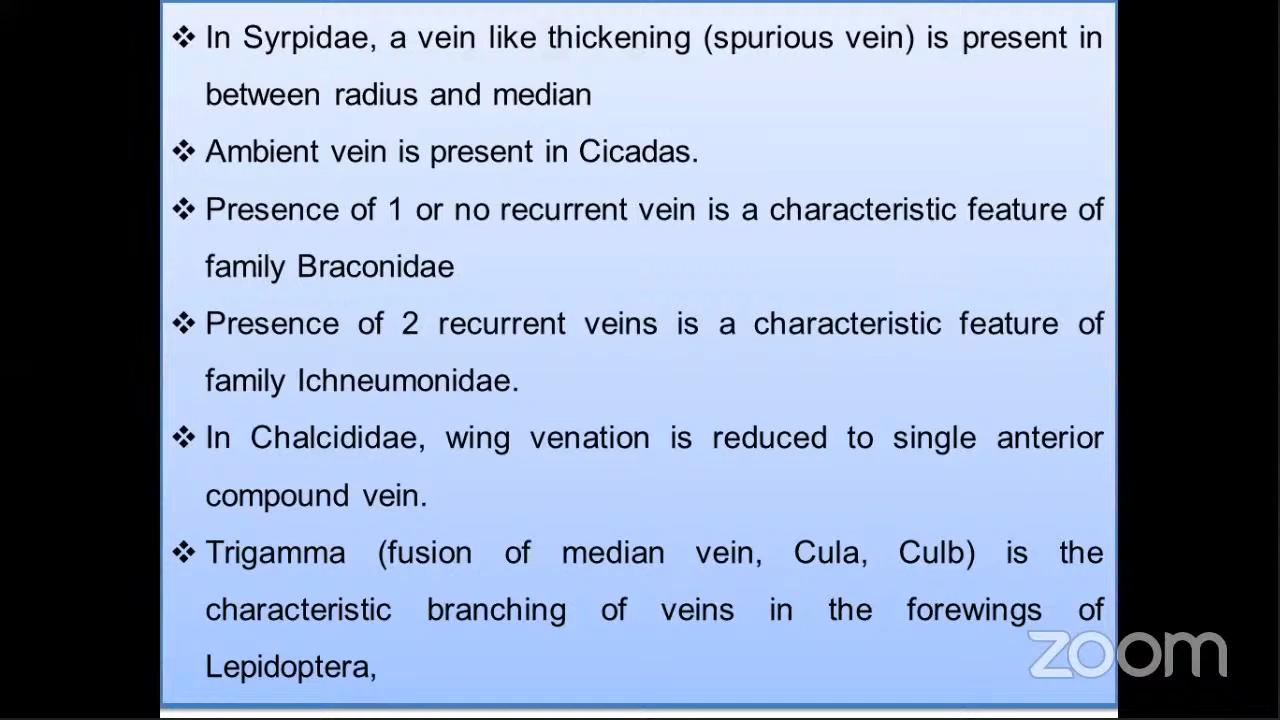 ❖ In Syrpidae, a vein like thickening (spurious vein) is present in
between radius and median
❖ Ambient vein is present in Cicadas.
❖ Presence of 1 or no recurrent vein is a characteristic feature of
family Braconidae
❖ Presence of 2 recurrent veins is a characteristic feature of
family Ichneumonidae.
❖ In Chalcididae, wing venation is reduced to single anterior
compound vein.
❖ Trigamma (fusion of median vein, Cula, Culb) is the
characteristic branching of veins in the forewings of
Lepidoptera,
zoom